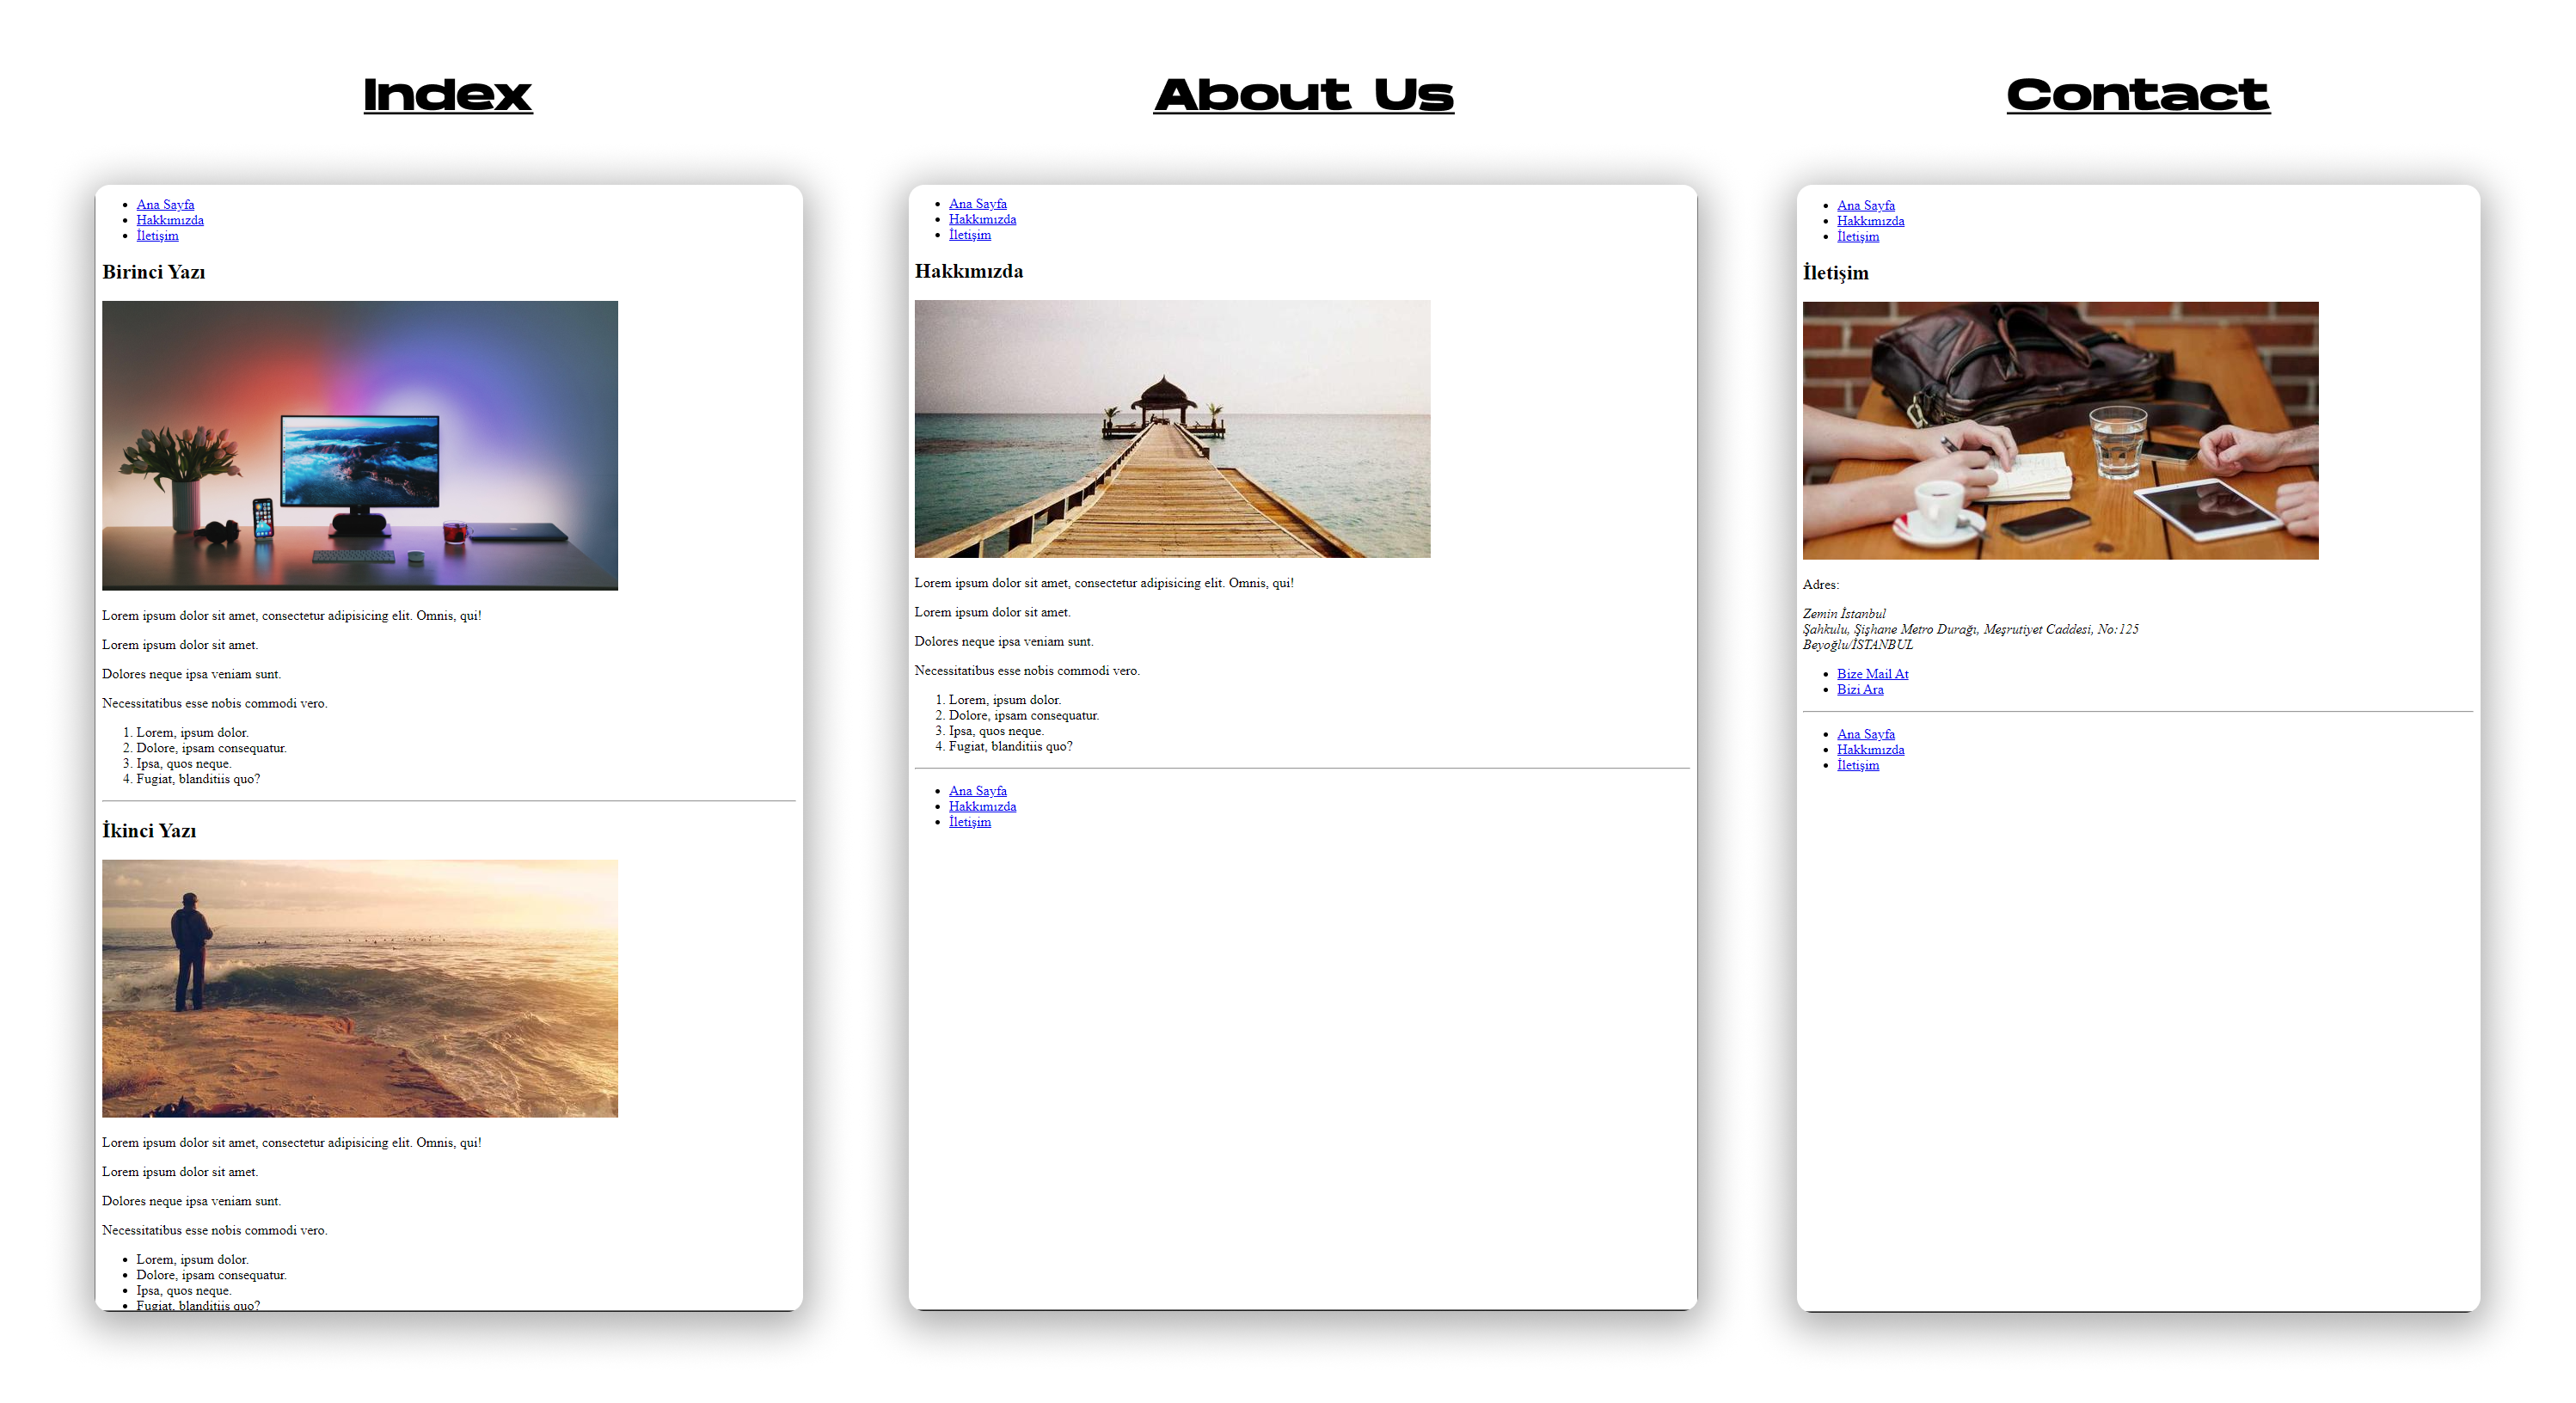 Index
About Us
Contact
Ana Sayfa
Hakkımızda
İletişim
Birinci Yazı
Lorem ipsum dolor sit amet, consectetur adipisicing elit. Omnis, qui!
Lorem ipsum dolor sit amet.
Dolores neque ipsa veniam sunt.
Necessitatibus esse nobis commodi vero.
1. Lorem, ipsum dolor.
2. Dolore, ipsam consequatur.
3. Ipsa, quos neque.
4. Fugiat, blanditiis quo?
İkinci Yazı
Lorem ipsum dolor sit amet, consectetur adipisicing elit. Omnis, qui!
Lorem ipsum dolor sit amet.
Dolores neque ipsa veniam sunt.
Necessitatibus esse nobis commodi vero.
Lorem, ipsum dolor.
Dolore, ipsam consequatur.
Ipsa, quos neque.
Fugiat, blanditiis quo?
Ana Sayfa
Hakkımızda
İletişim
Hakkımızda
Lorem ipsum dolor sit amet, consectetur adipisicing elit. Omnis, qui!
Lorem ipsum dolor sit amet.
Dolores neque ipsa veniam sunt.
Necessitatibus esse nobis commodi vero.
1. Lorem, ipsum dolor.
2. Dolore, ipsam consequatur.
3. Ipsa, quos neque.
4. Fugiat, blanditiis quo?
Ana Sayfa
Hakkımızda
İletişim
Ana Sayfa
Hakkımızda
İletişim
İletişim
Adres:
Zemin İstanbul
Şahkulu, Şişhane Metro Durağı, Meşrutiyet Caddesi, No:125
Beyoğlu/İSTANBUL
Bize Mail At
Bizi Ara
Ana Sayfa
Hakkımızda
İletişim